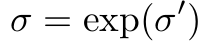 σ = exp(σ′)